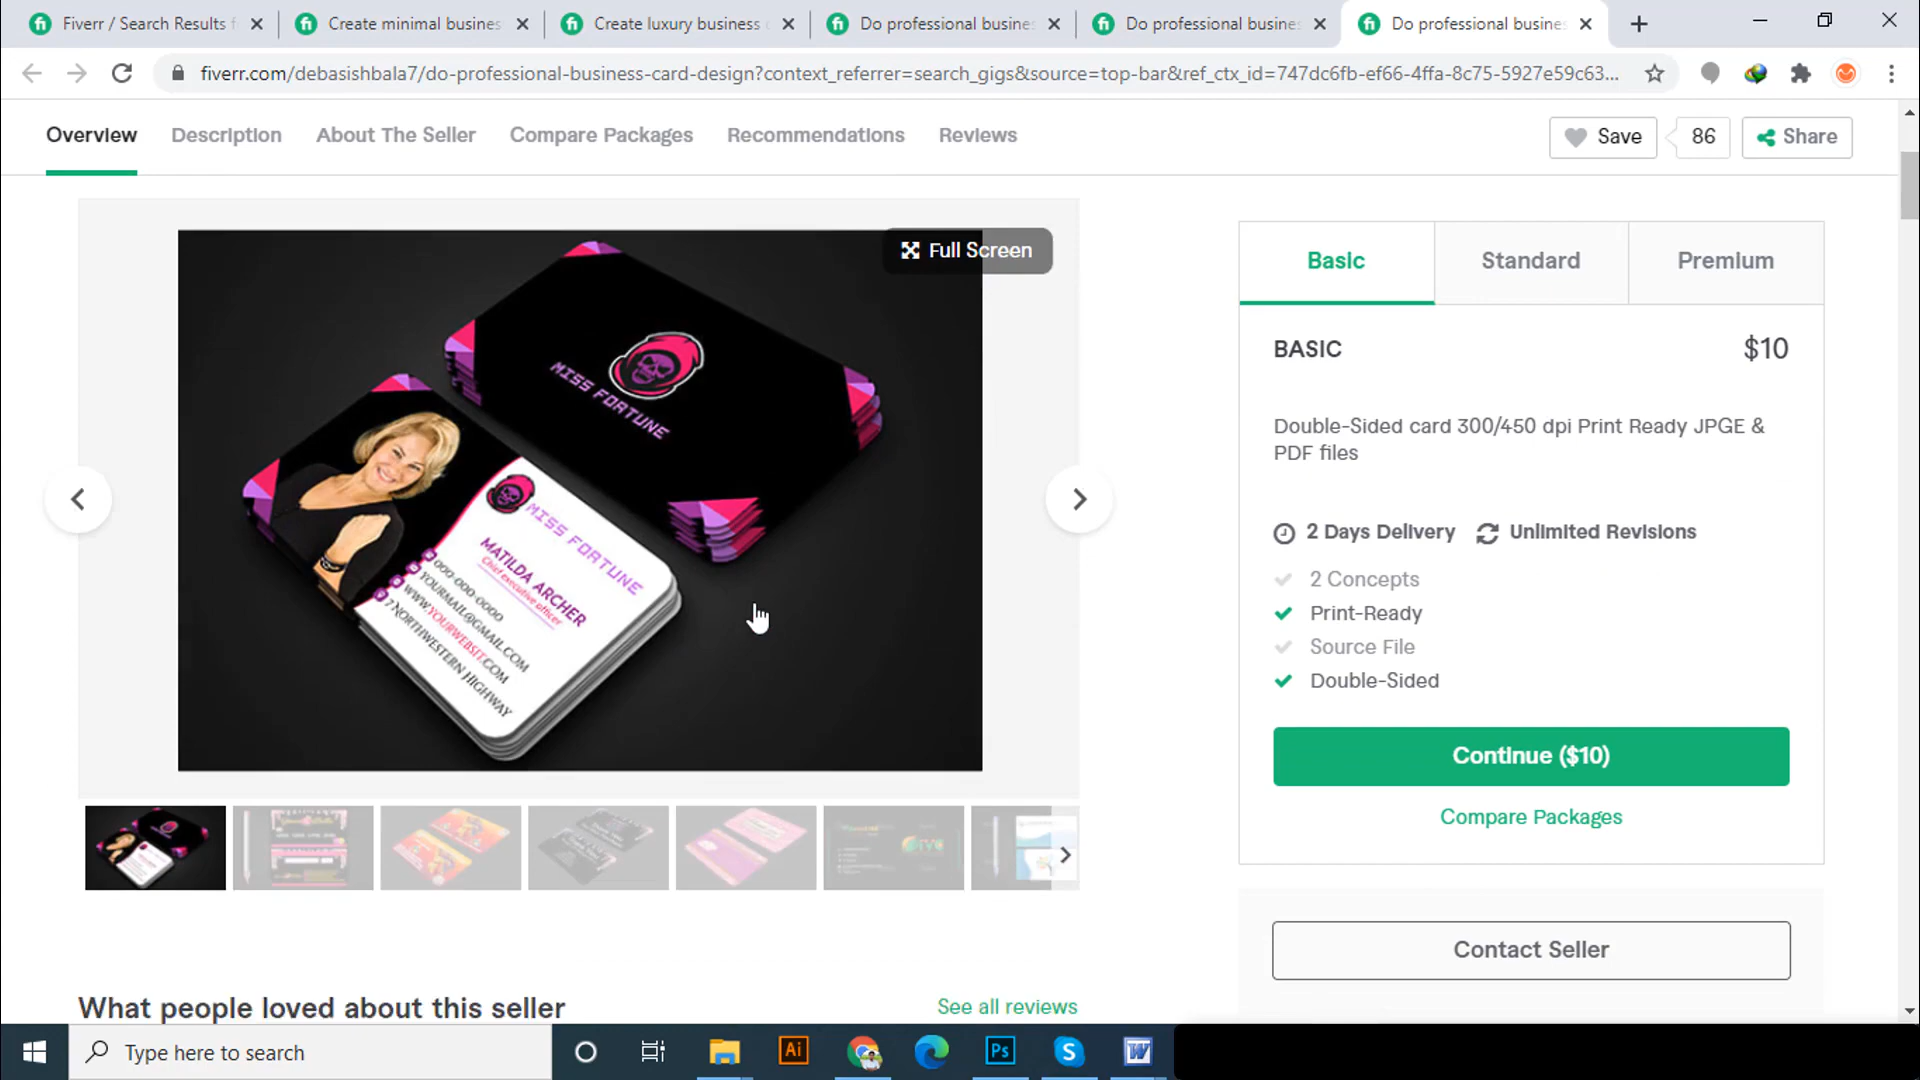 Fiverr / Search Results f
Create minimal busines
Create luxury business c
Do professional busine
Do professional busine
Do professional busine
fiverr.com/debasishbala7/do-professional-business-card-design?context_referrer=search_gigs&source=top-bar&ref_ctx_id=747dc6fb-ef66-4ffa-8c75-5927e59c63...
Overview
Description
About The Seller
Compare Packages
Recommendations
Reviews
Save
86
Share
Full Screen
MISS FORTUNE
MISS FORTUNE
MATILDA ARCHER
Chief executive officer
000-000-0000
YOURMAIL@GMAIL.COM
WWW.YOURWEBSIT.COM
7 NORTHWESTERN HIGHWAY
Basic
Standard
Premium
BASIC
$10
Double-Sided card 300/450 dpi Print Ready JPGE &
PDF files
2 Days Delivery
Unlimited Revisions
2 Concepts
Print-Ready
Source File
Double-Sided
Continue ($10)
Compare Packages
Contact Seller
What people loved about this seller
See all reviews
Type here to search
Ai
Ps
S
W